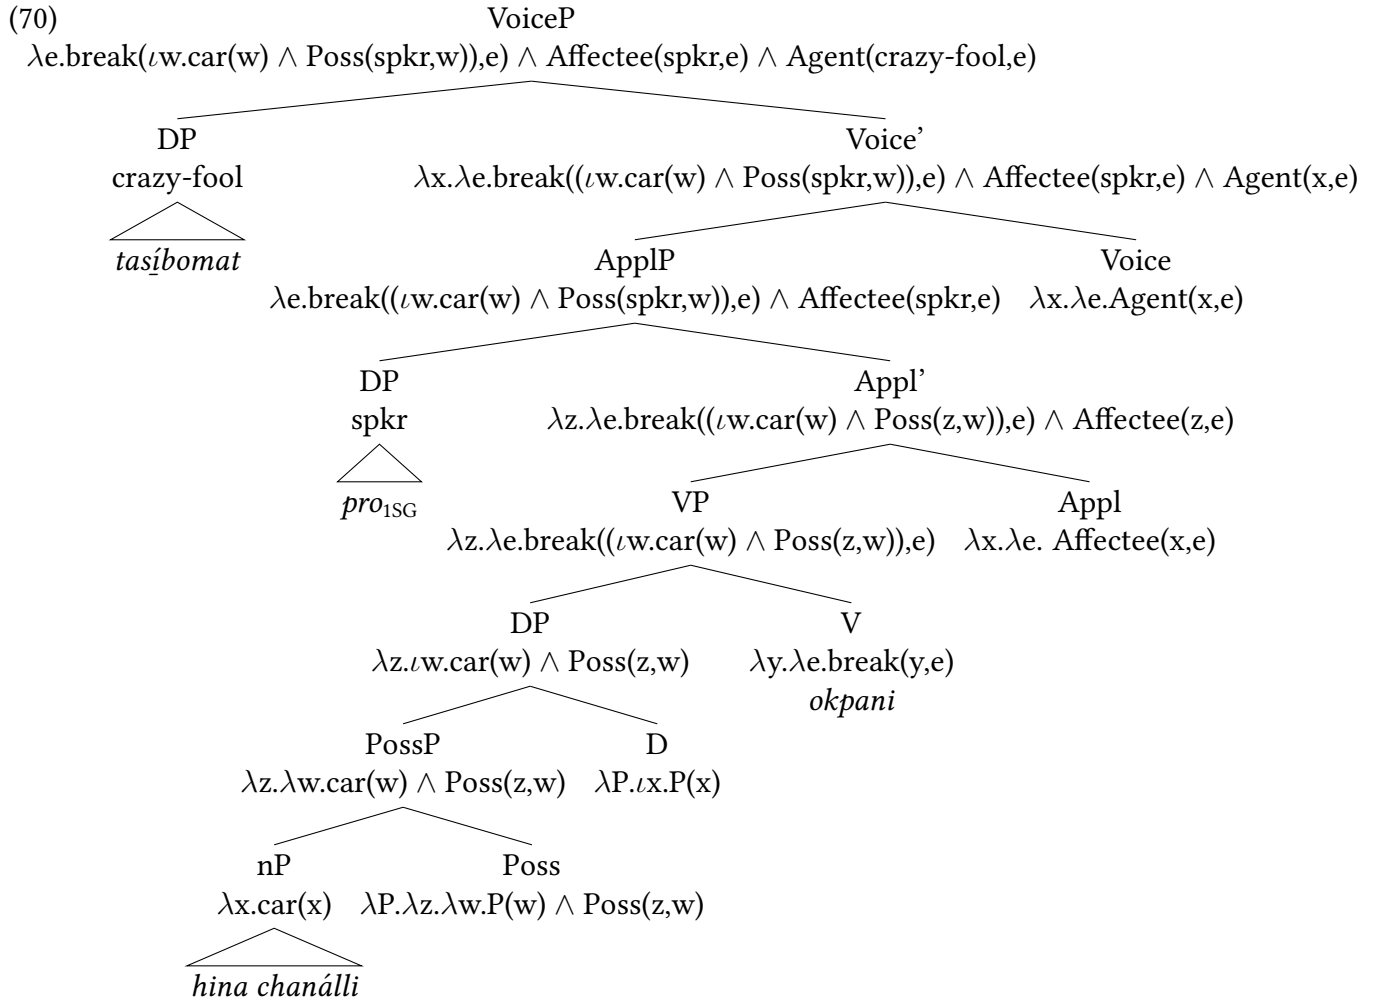 (70) VoiceP
λe.break(ιw.car(w) ∧ Poss(spkr,w)),e) ∧ Affectee(spkr,e) ∧ Agent(crazy-fool,e)
DP Voice’
crazy-fool λx.λe.break((ιw.car(w) ∧ Poss(spkr,w)),e) ∧ Affectee(spkr,e) ∧ Agent(x,e)
tasí̱bomat ApplP Voice
λe.break((ιw.car(w) ∧ Poss(spkr,w)),e) ∧ Affectee(spkr,e) λx.λe.Agent(x,e)
DP Appl’
spkr λz.λe.break((ιw.car(w) ∧ Poss(z,w)),e) ∧ Affectee(z,e)
pro1SG VP Appl
λz.λe.break((ιw.car(w) ∧ Poss(z,w)),e) λx.λe. Affectee(x,e)
DP V
λz.ιw.car(w) ∧ Poss(z,w) λy.λe.break(y,e)
okpani
PossP D
λz.λw.car(w) ∧ Poss(z,w) λP.ιx.P(x)
nP Poss
λx.car(x) λP.λz.λw.P(w) ∧ Poss(z,w)
hina chanálli